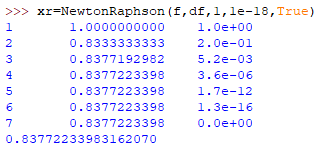 >>> xr=NewtonRaphson(f,df,1,1e-18,True)
1 1.0000000000 1.0e+00
2 0.8333333333 2.0e-01
3 0.8377192982 5.2e-03
4 0.8377223398 3.6e-06
5 0.8377223398 1.7e-12
6 0.8377223398 1.3e-16
7 0.8377223398 0.0e+00
0.83772233983162070